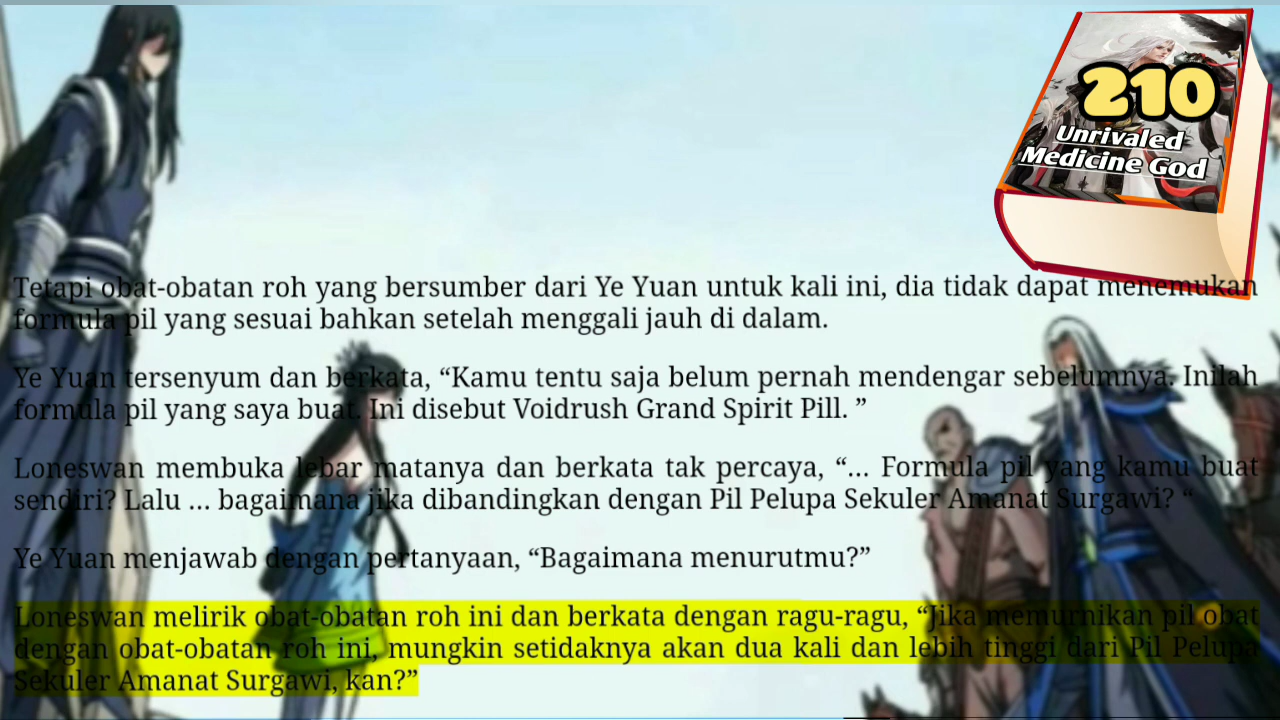 210
Unrivaled
Medicine God
Tetapi obat-obatan roh yang bersumber dari Ye Yuan untuk kali ini, dia tidak dapat menemukan
formula pil yang sesuai bahkan setelah menggali jauh di dalam.
Ye Yuan tersenyum dan berkata, “Kamu tentu saja belum pernah mendengar sebelumnya. Inilah
formula pil yang saya buat. Ini disebut Voidrush Grand Spirit Pill. ”
Loneswan membuka lebar matanya dan berkata tak percaya, “… Formula pil yang kamu buat
sendiri? Lalu … bagaimana jika dibandingkan dengan Pil Pelupa Sekuler Amanat Surgawi? “
Ye Yuan menjawab dengan pertanyaan, “Bagaimana menurutmu?”
Loneswan melirik obat-obatan roh ini dan berkata dengan ragu-ragu, “Jika memurnikan pil obat
dengan obat-obatan roh ini, mungkin setidaknya akan dua kali dan lebih tinggi dari Pil Pelupa
Sekuler Amanat Surgawi, kan?”